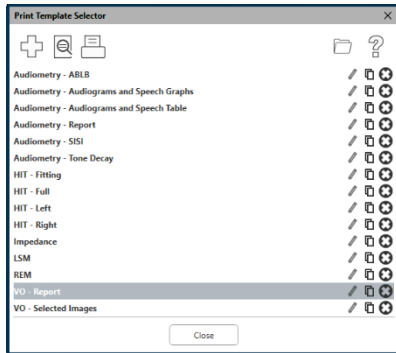 Print Template Selector
Audiometry - ABLB
Audiometry - Audiograms and Speech Graphs
Audiometry - Audiograms and Speech Table
Audiometry - Report
Audiometry - SISI
Audiometry - Tone Decay
HIT - Fitting
HIT - Full
HIT - Left
HIT - Right
Impedance
LSM
REM
VO - Report
VO - Selected Images
Close